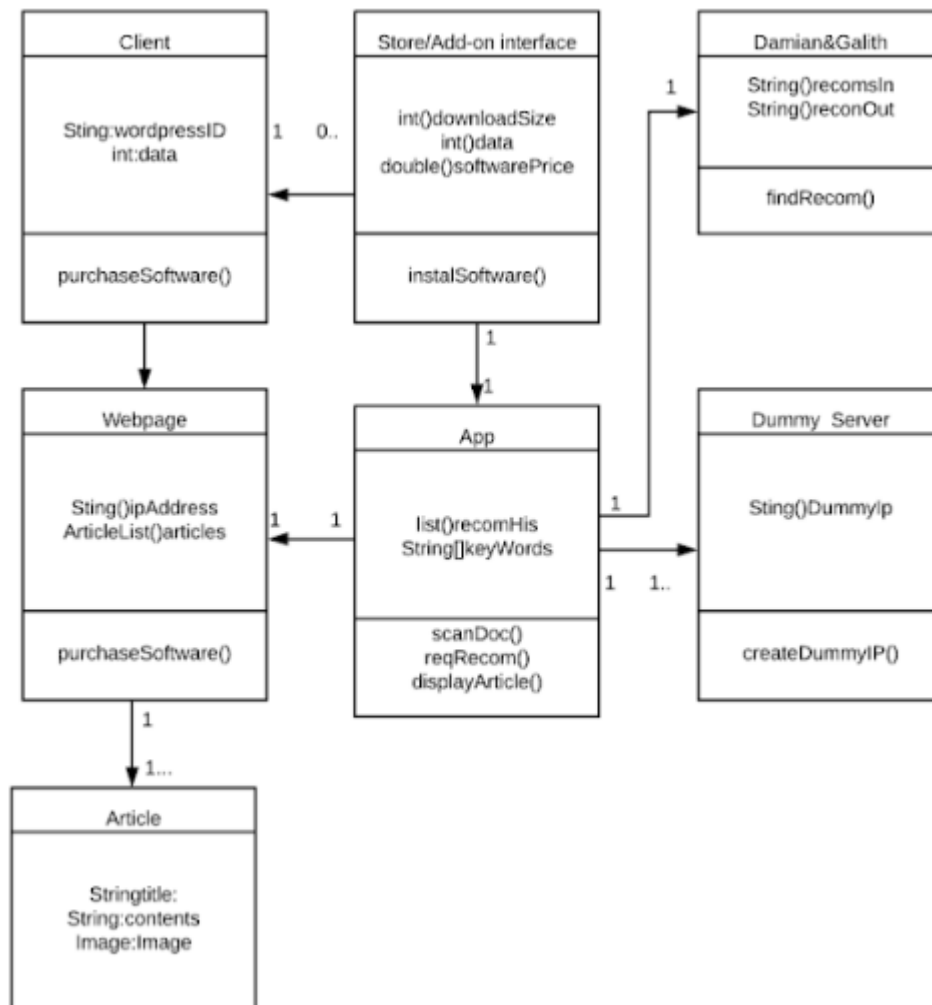 Client
Sting:wordpressID
int:data
purchaseSoftware()
1 0..
Store/Add-on interface
int()downloadSize
int()data
double()softwarePrice
instalSoftware()
1
Damian&Galith
String()recomsIn
String()reconOut
findRecom()
1
1
Webpage
Sting()ipAddress
ArticleList()articles
purchaseSoftware()
1 1
App
list()recomHis
String[]keyWords
scanDoc()
reqRecom()
displayArticle()
1
1 1..
Dummy Server
Sting()DummyIp
createDummyIP()
1
1...
Article
Stringtitle:
String:contents
Image:Image